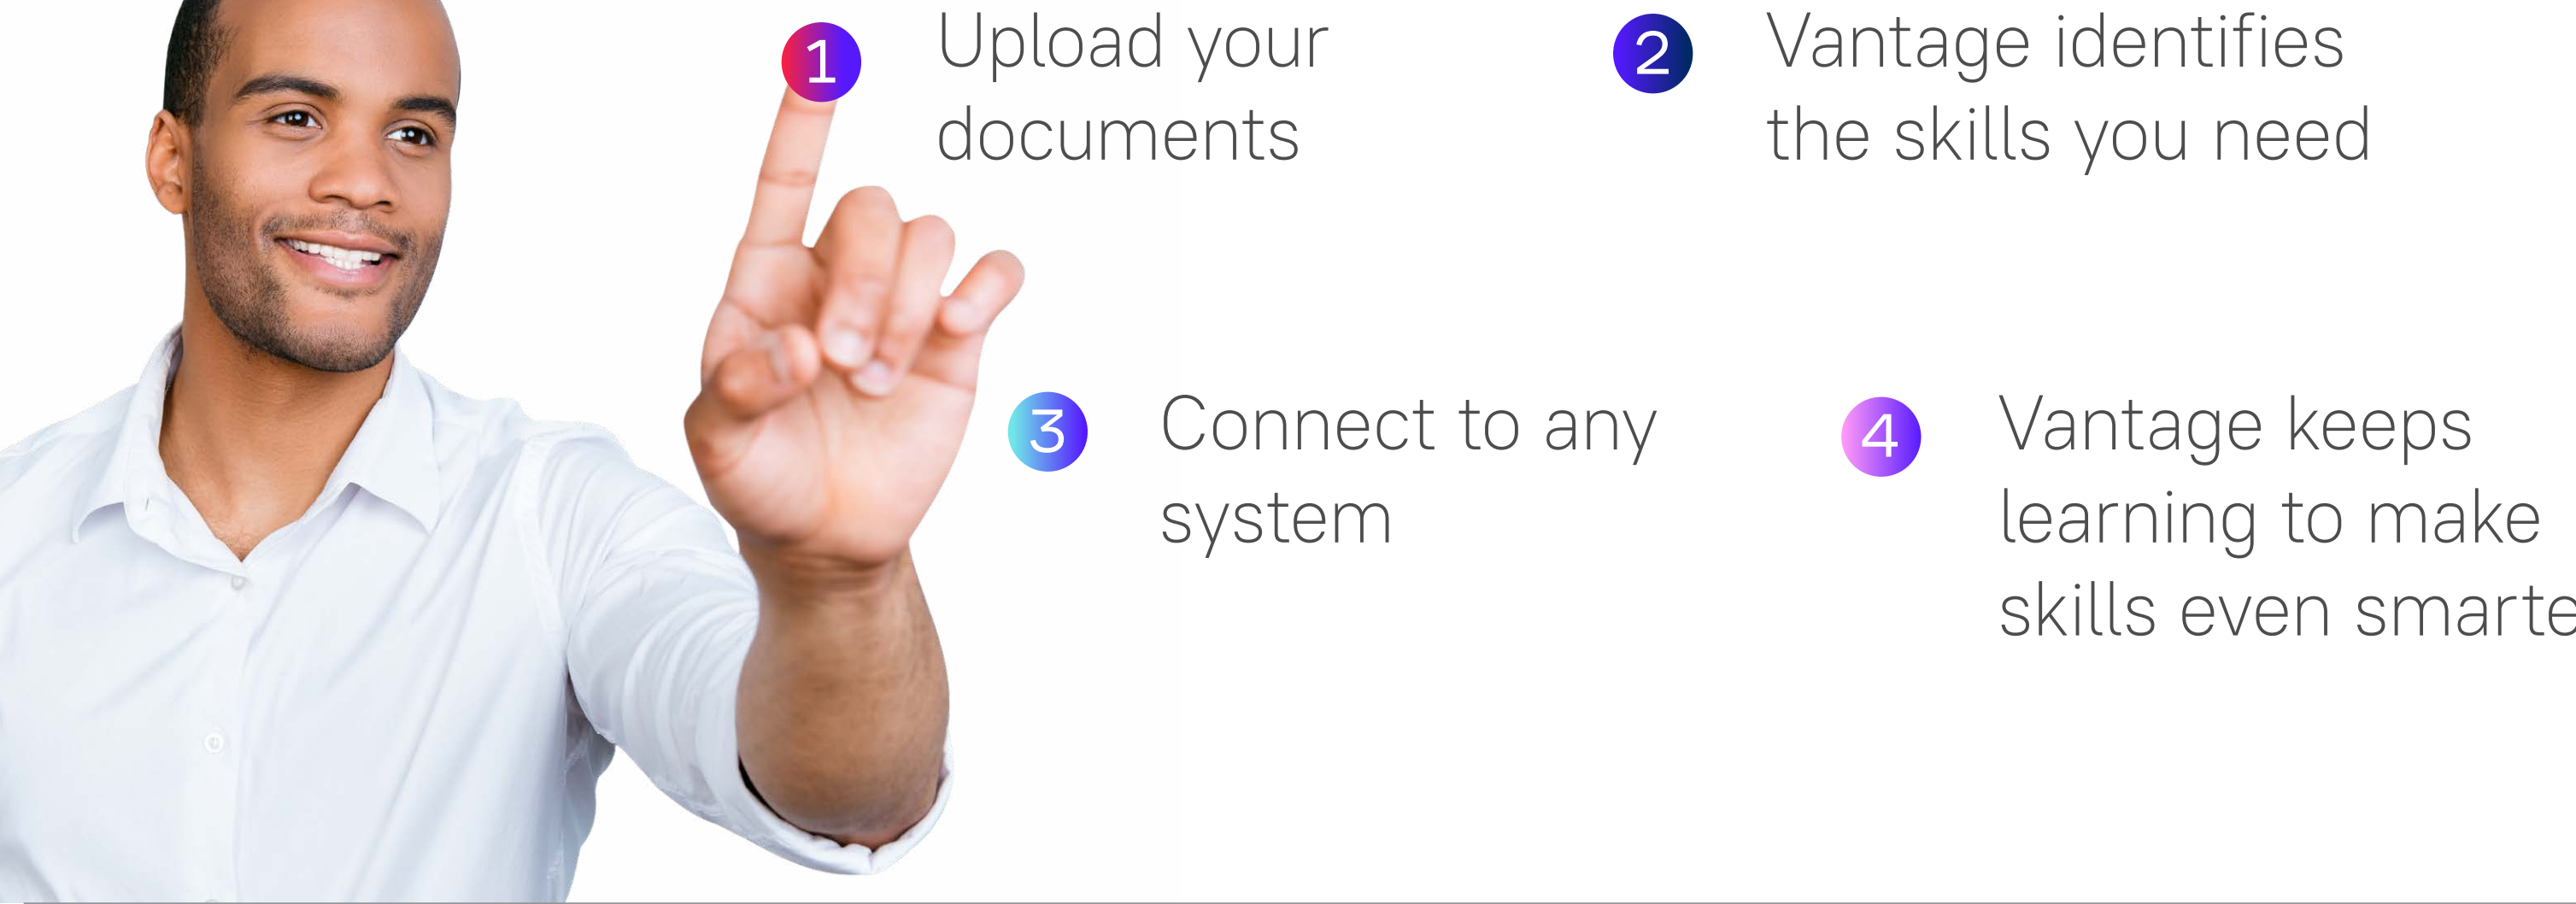 1
Upload your
documents
2
Vantage identifies
the skills you need
3
Connect to any
system
4
Vantage keeps
learning to make
skills even smarte